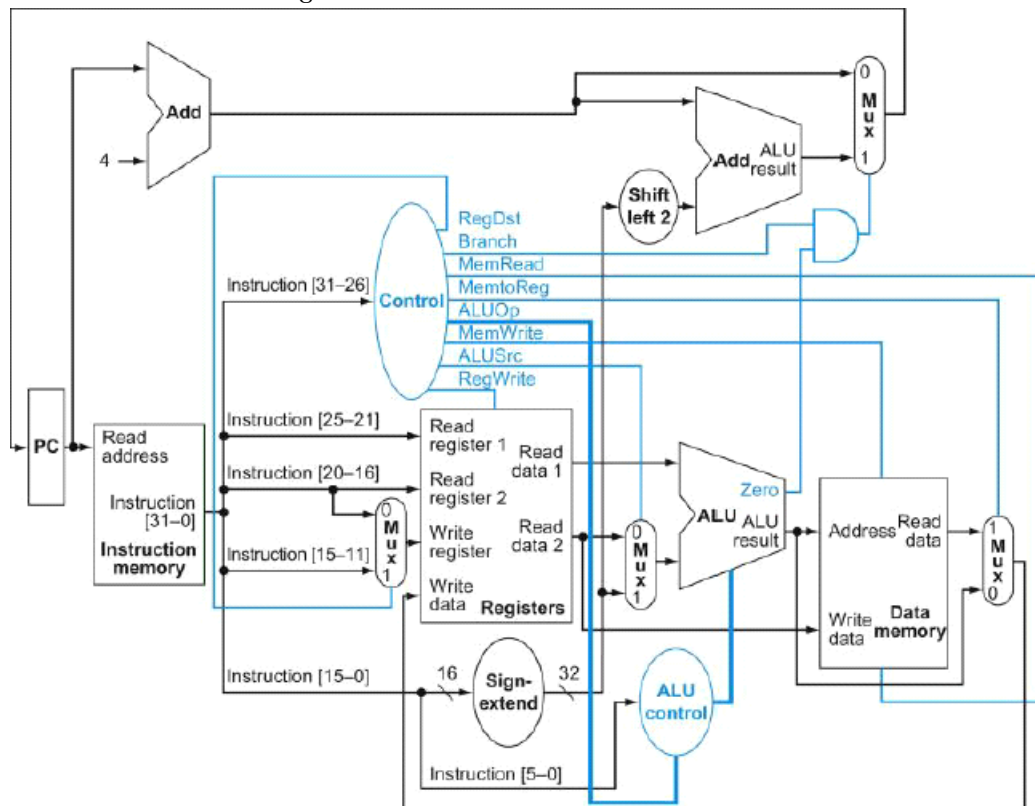 Add
4
0
Mux
1
Add
ALU
result
Shift
left 2
RegDst
Branch
MemRead
MemtoReg
ALUOp
MemWrite
ALUSrc
RegWrite
Control
Instruction [31–26]
PC
Read
address
Instruction
[31–0]
Instruction
memory
Instruction [25–21]
Instruction [20–16]
Instruction [15–11]
0
Mux
1
Read
register 1
Read
register 2
Write
register
Write
data
Read
data 1
Read
data 2
Registers
0
Mux
1
Zero
ALU
ALU
result
Address
Read
data
Write
data
Data
memory
1
Mux
0
Instruction [15–0]
16
Sign-
extend
32
ALU
control
Instruction [5–0]